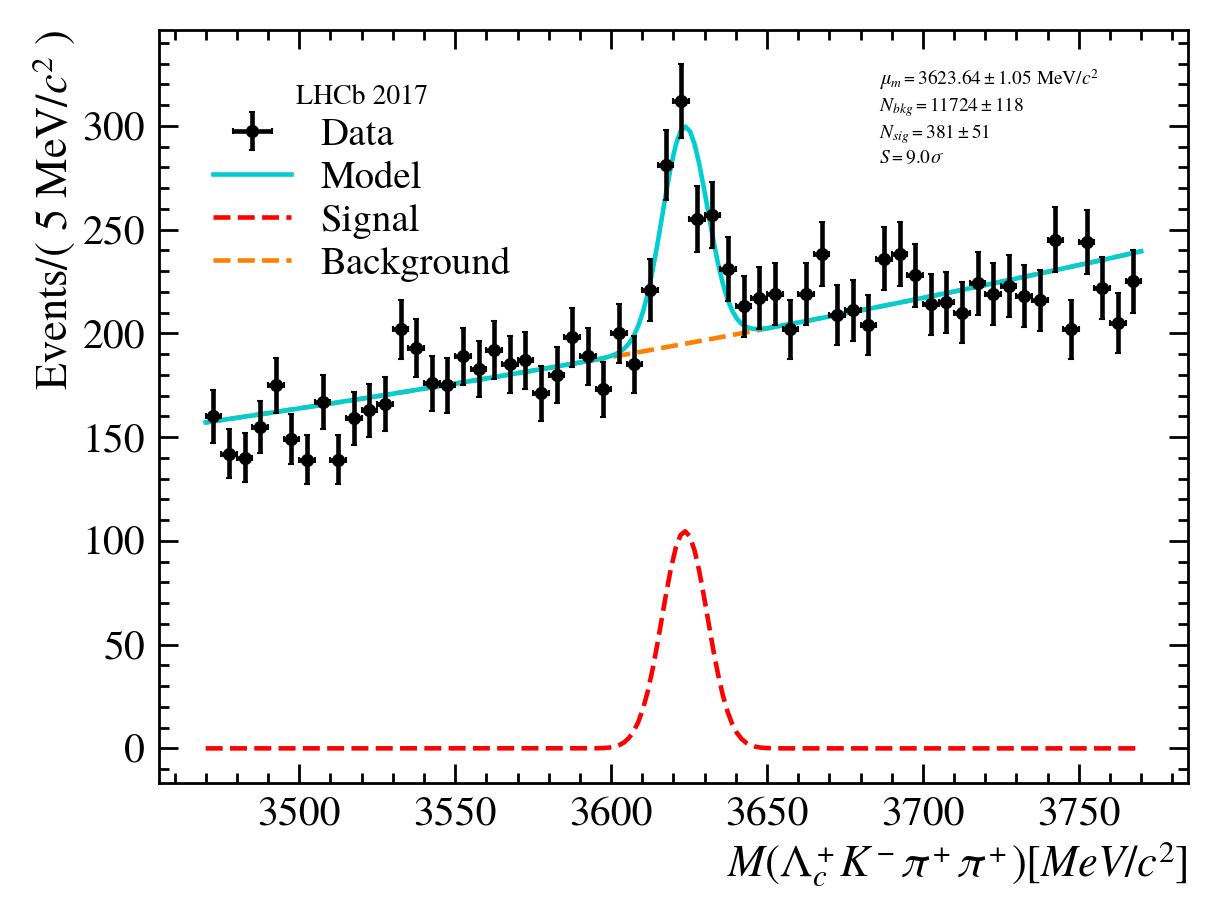 Events/( 5 MeV/c² )
LHCb 2017
Data
Model
Signal
Background
μₘ = 3623.64 ± 1.05 MeV/c²
N_bkg = 11724 ± 118
N_sig = 381 ± 51
S = 9.0σ
300
250
200
150
100
50
0
3500 3550 3600 3650 3700 3750
M(Λ_c⁺K⁻π⁺π⁺)[MeV/c²]